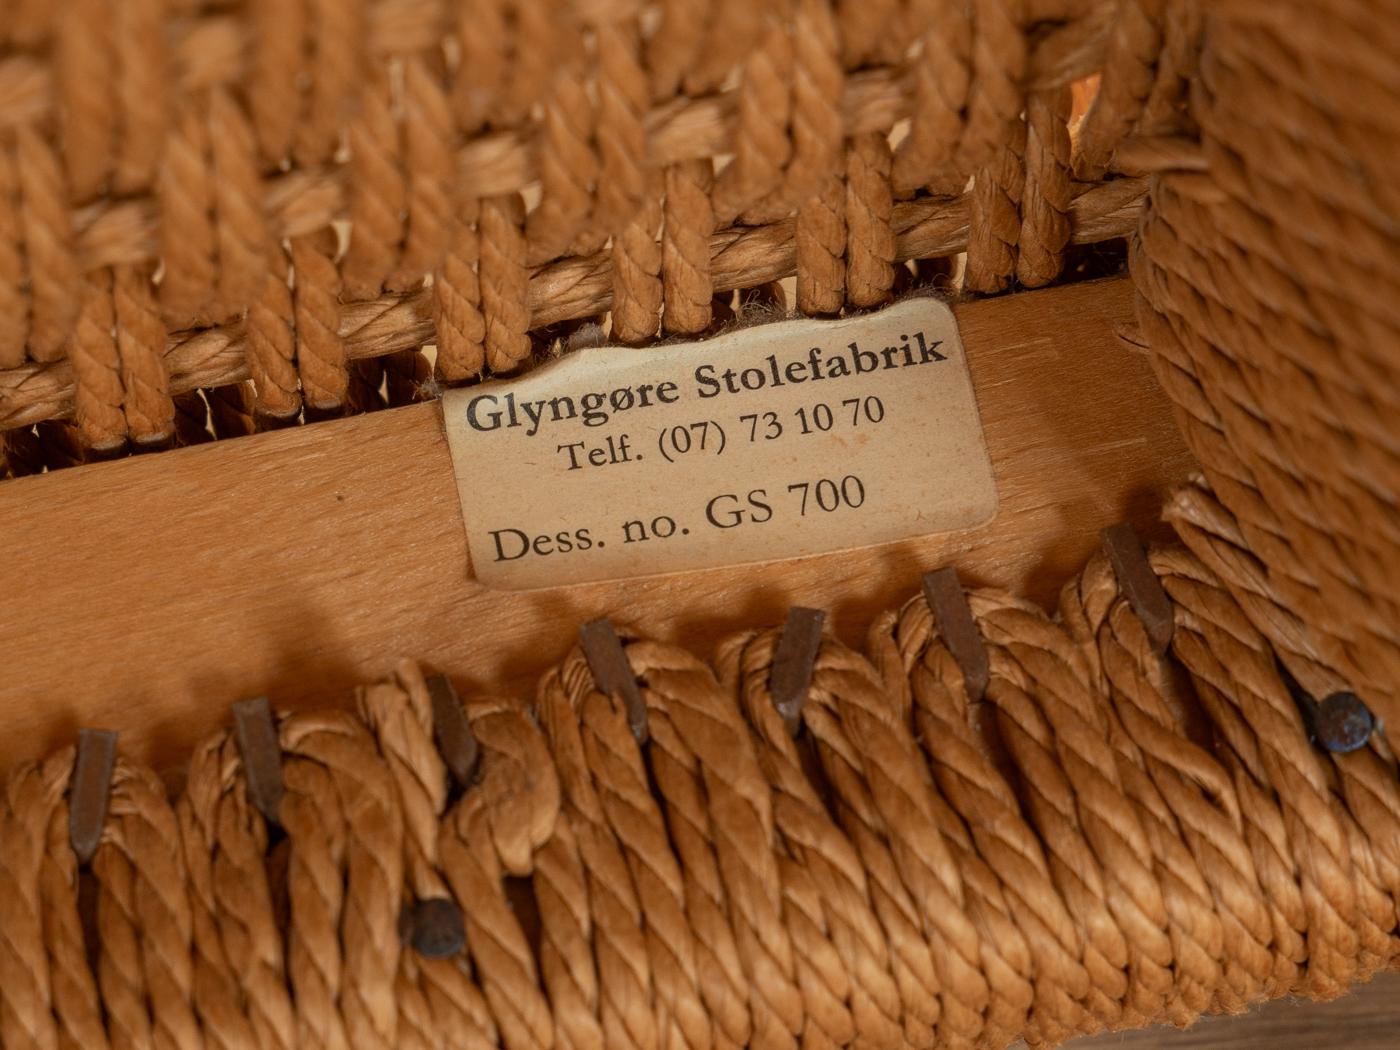 Glyngøre Stolefabrik
Telf. (07) 73 10 70
Dess. no. GS 700